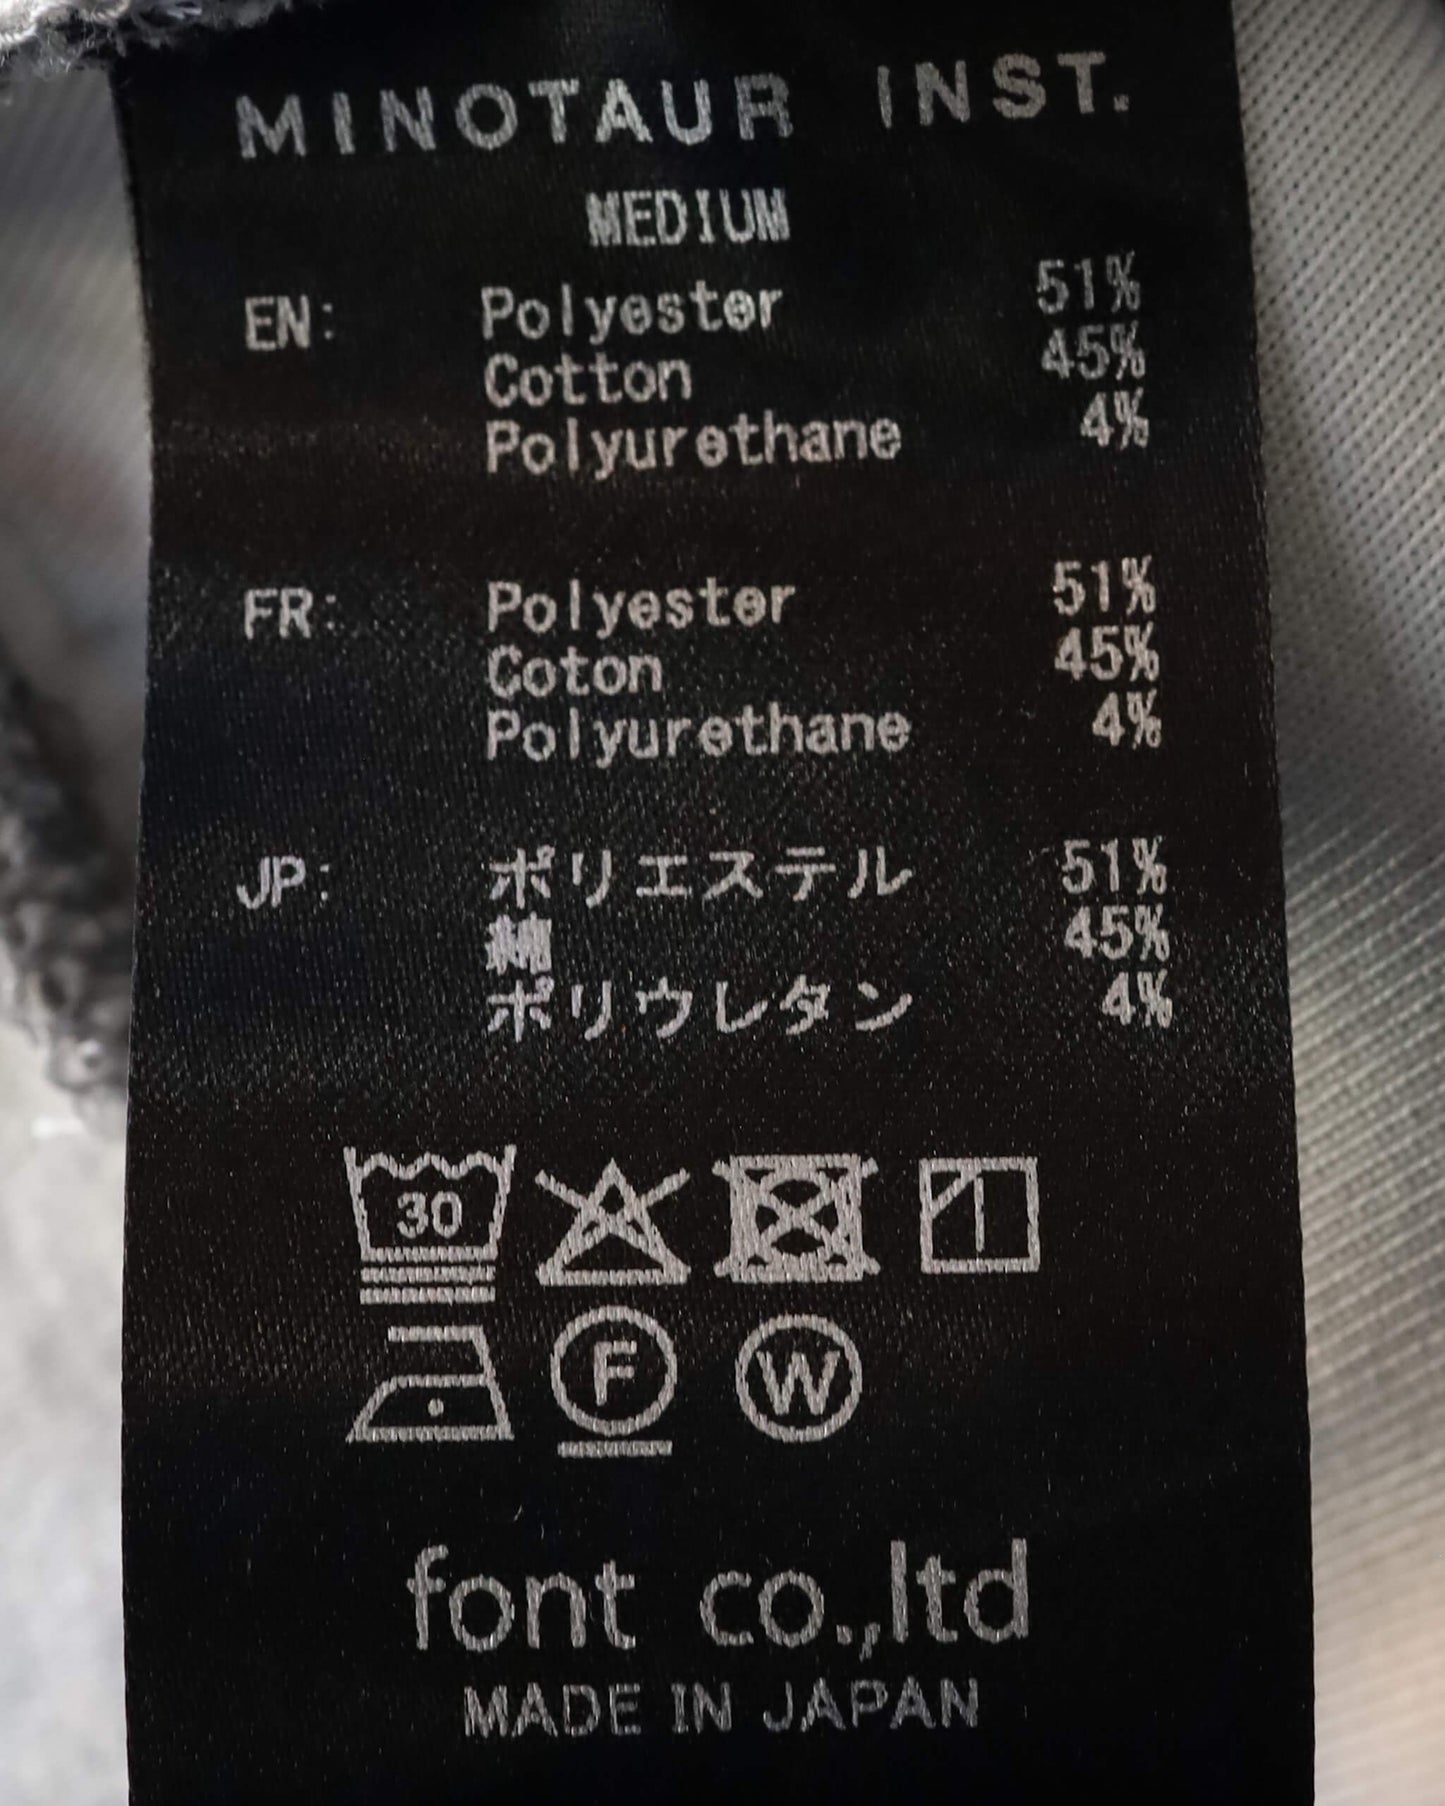 MINOTAUR INST.
MEDIUM
EN: Polyester 51%
Cotton 45%
Polyurethane 4%
FR: Polyester 51%
Coton 45%
Polyurethane 4%
JP: ポリエステル 51%
綿 45%
ポリウレタン 4%
30
F W
font co.,ltd
MADE IN JAPAN